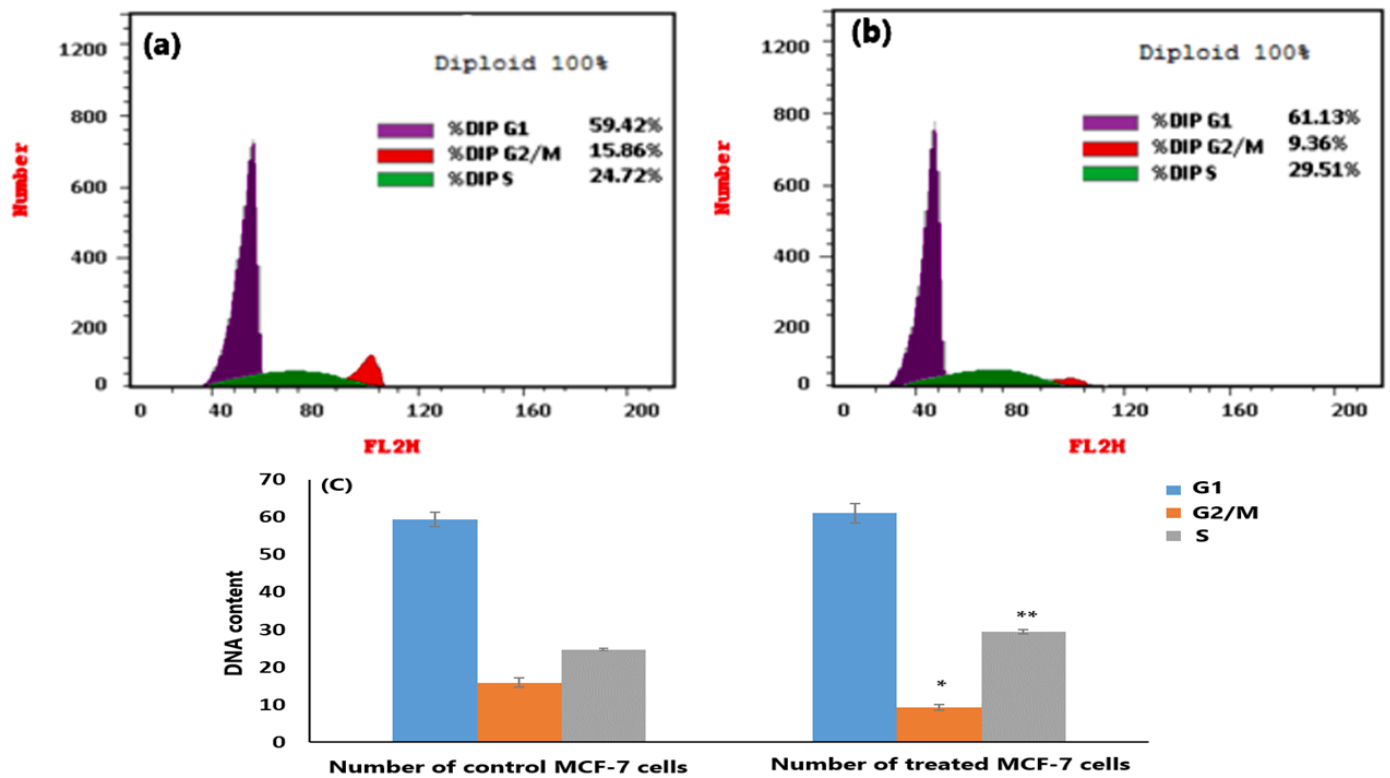 (a)
Diploid 100%
%DIP G1 59.42%
%DIP G2/M 15.86%
%DIP S 24.72%
Number
1200
800
600
400
200
0
0 40 80 120 160 200
FL2H
(b)
Diploid 100%
%DIP G1 61.13%
%DIP G2/M 9.36%
%DIP S 29.51%
Number
1200
800
600
400
200
0
0 40 80 120 160 200
FL2H
(C)
DNA content
70
60
50
40
30
20
10
0
*
**
G1
G2/M
S
Number of control MCF-7 cells
Number of treated MCF-7 cells